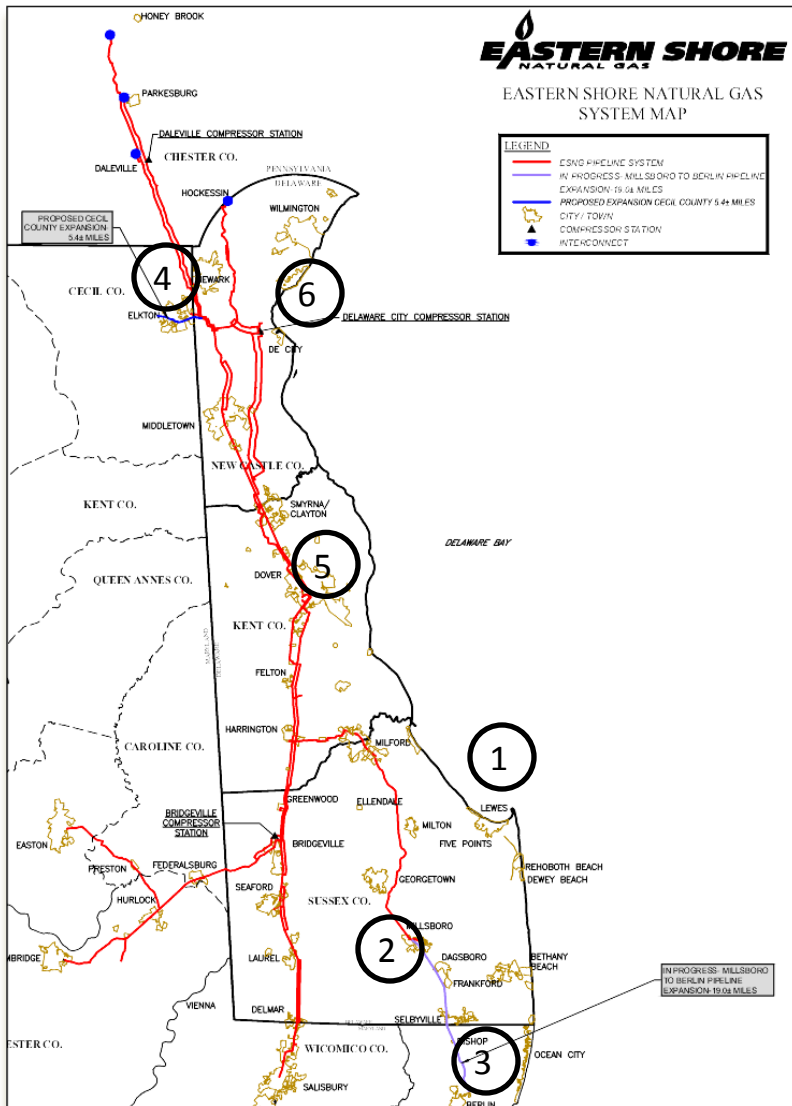 HONEY BROOK
EASTERN SHORE
NATURAL GAS
EASTERN SHORE NATURAL GAS
SYSTEM MAP
PARKESBURG
LEGEND
ESNG PIPELINE SYSTEM
IN PROGRESS- MILLSBORO TO BERLIN PIPELINE
EXPANSION-19.0± MILES
PROPOSED EXPANSION CECIL COUNTY 5.4± MILES
CITY/TOWN
COMPRESSOR STATION
INTERCONNECT
DALEVILLE COMPRESSOR STATION
DALEVILLE
CHESTER CO.
PENNSYLVANIA
DELAWARE
HOCKESSIN
WILMINGTON
PROPOSED CECIL
COUNTY EXPANSION-
5.4± MILES
4
NEWARK
6
CECIL CO.
ELKTON
DELAWARE CITY COMPRESSOR STATION
DE CITY
MIDDLETOWN
NEW CASTLE CO.
KENT CO.
SMYRNA/
CLAYTON
DELAWARE BAY
5
DOVER
QUEEN ANNES CO.
KENT CO.
MARYLAND
DELAWARE
FELTON
HARRINGTON
MILFORD
CAROLINE CO.
1
GREENWOOD
ELLENDALE
LEWES
BRIDGEVILLE
COMPRESSOR
STATION
MILTON
FIVE POINTS
EASTON
BRIDGEVILLE
PRESTON
FEDERALSBURG
REHOBOTH BEACH
DEWEY BEACH
GEORGETOWN
HURLOCK
SEAFORD
SUSSEX CO.
MILLSBORO
2
MBRIDGE
LAUREL
DAGSBORO
BETHANY
BEACH
FRANKFORD
IN PROGRESS- MILLSBORO
TO BERLIN PIPELINE
EXPANSION-19.0± MILES
VIENNA
DELMAR
SELBYVILLE
DELAWARE
MARYLAND
ESTER CO.
WICOMICO CO.
BISHOP
3
OCEAN CITY
SALISBURY
BERLIN